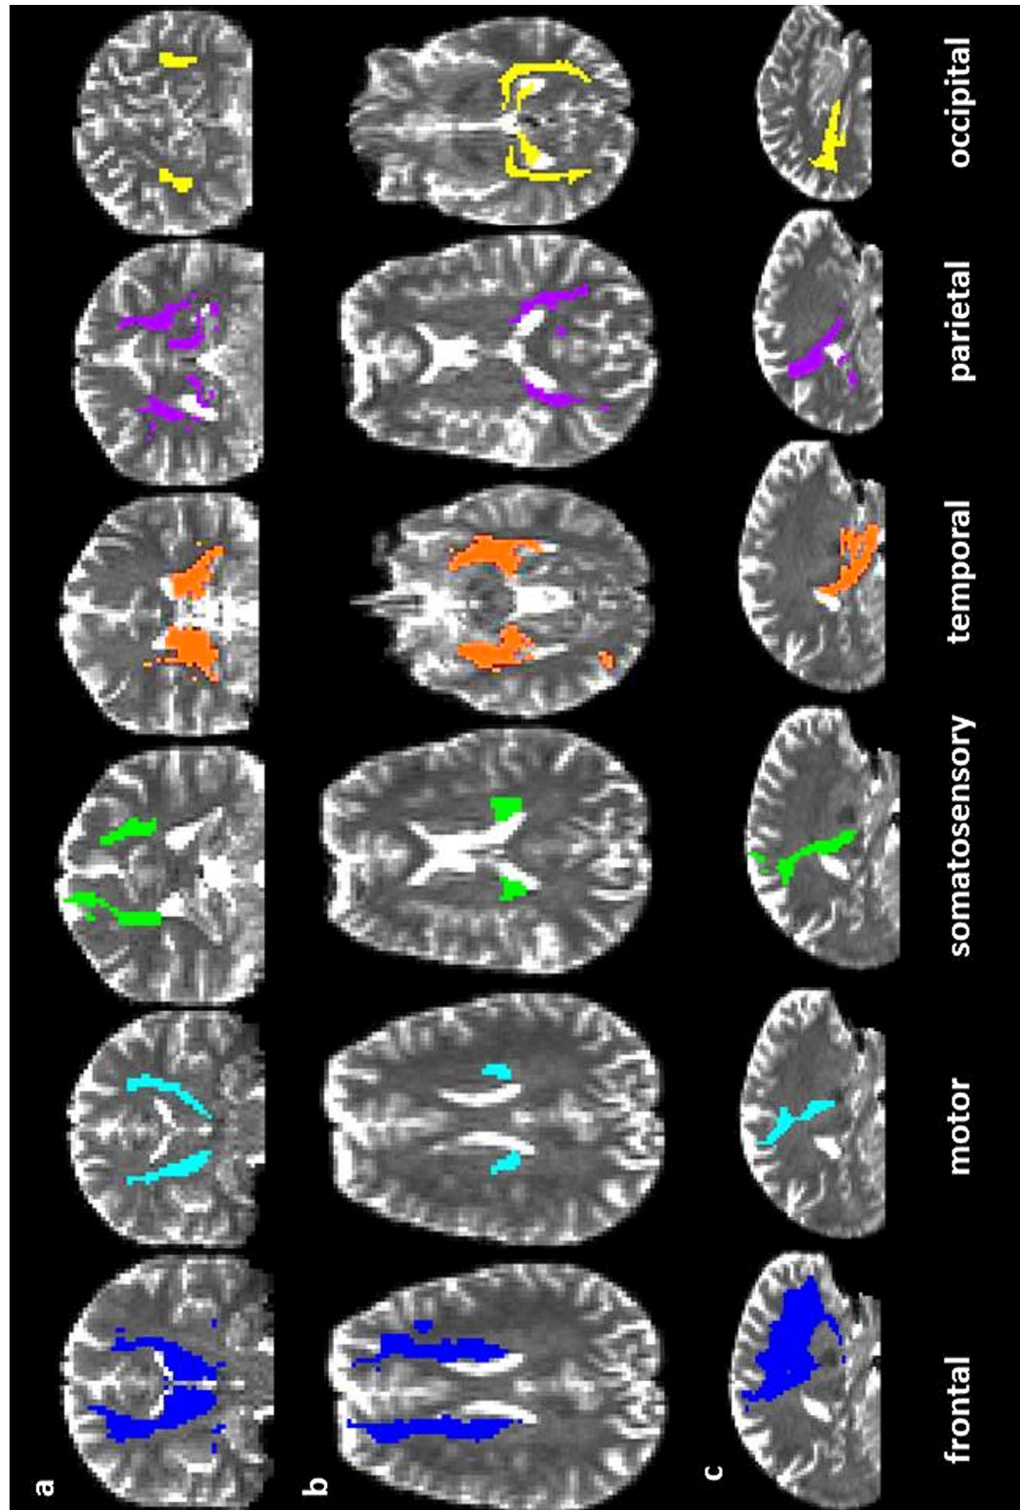 a
b
c
frontal
motor
somatosensory
temporal
parietal
occipital